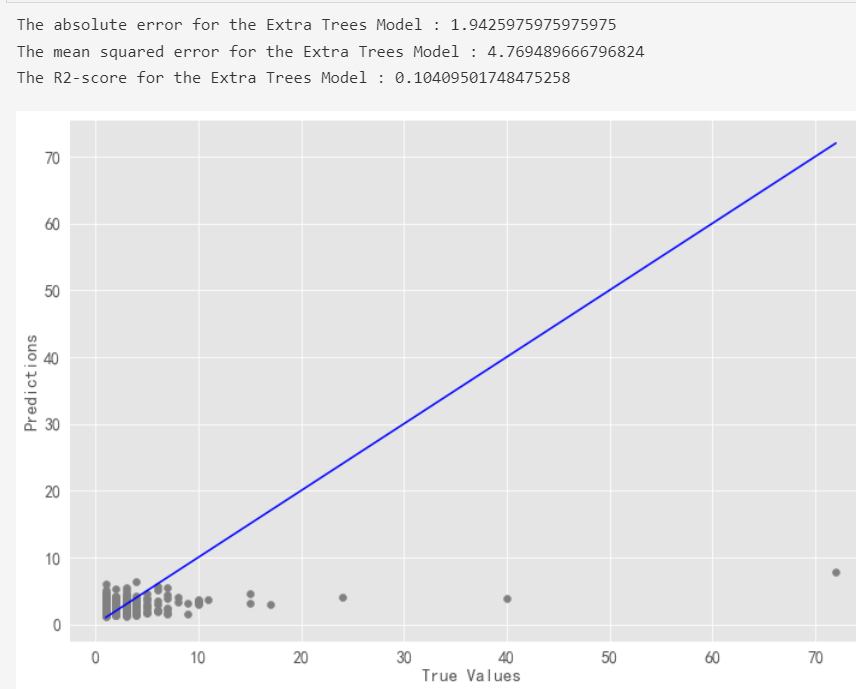 The absolute error for the Extra Trees Model : 1.9425975975975975
The mean squared error for the Extra Trees Model : 4.769489666796824
The R2-score for the Extra Trees Model : 0.10409501748475258
70
60
50
40
30
20
10
0
Predictions
0 10 20 30 40 50 60 70
True Values